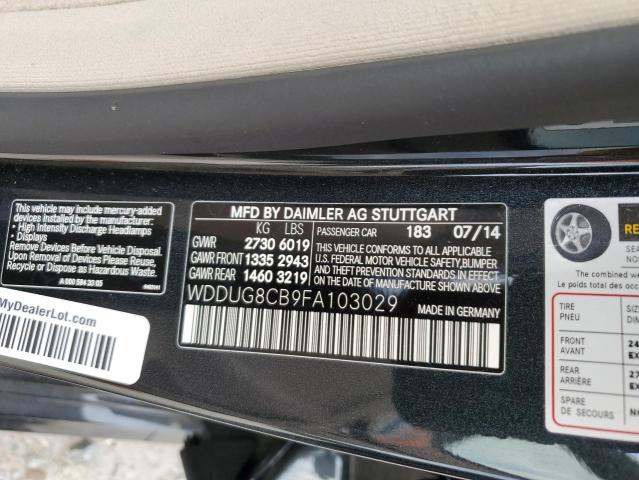 This vehicle may include mercury-added
devices installed by the manufacturer:
• High Intensity Discharge Headlamps
• Displays
Remove Devices Before Vehicle Disposal.
Upon Removal of Devices Please Reuse,
Recycle or Dispose as Hazardous Waste.
A 000 584 33 05
MyDealerLot.com
MFD BY DAIMLER AG STUTTGART
KG LBS PASSENGER CAR 183 07/14
GVWR 2730 6019
GAWR FRONT 1335 2943
GAWR REAR 1460 3219
THIS VEHICLE CONFORMS TO ALL APPLICABLE
U.S. FEDERAL MOTOR VEHICLE SAFETY,BUMPER,
AND THEFT PREVENTION STANDARDS IN EFFECT
ON THE DATE OF MANUFACTURE SHOWN ABOVE.
WDDUG8CB9FA103029
MADE IN GERMANY
The combined we
Le poids total des
TIRE
PNEU
FRONT
AVANT
REAR
ARRIÈRE
SPARE
DE SECOURS